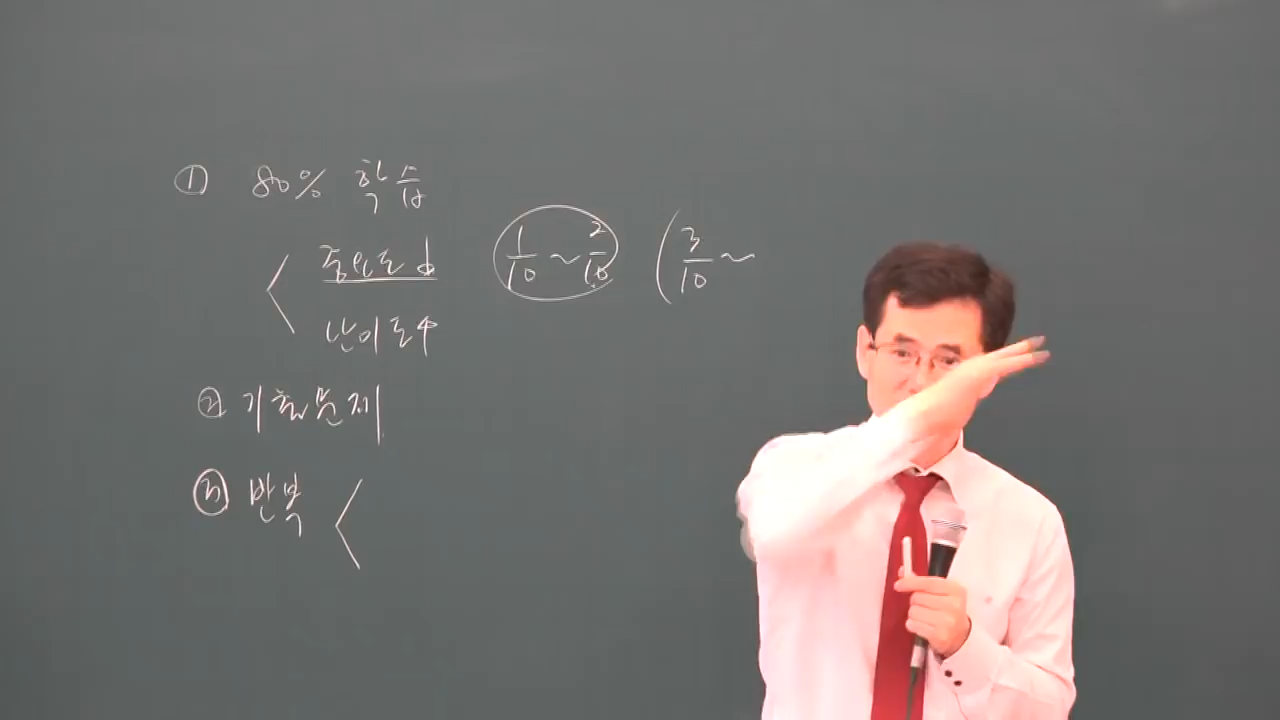 ① 80% 학습
중요도↓ 1/10 ~ 2/10 ( 3/10 ~
난이도↑
② 기출문제
③ 반복